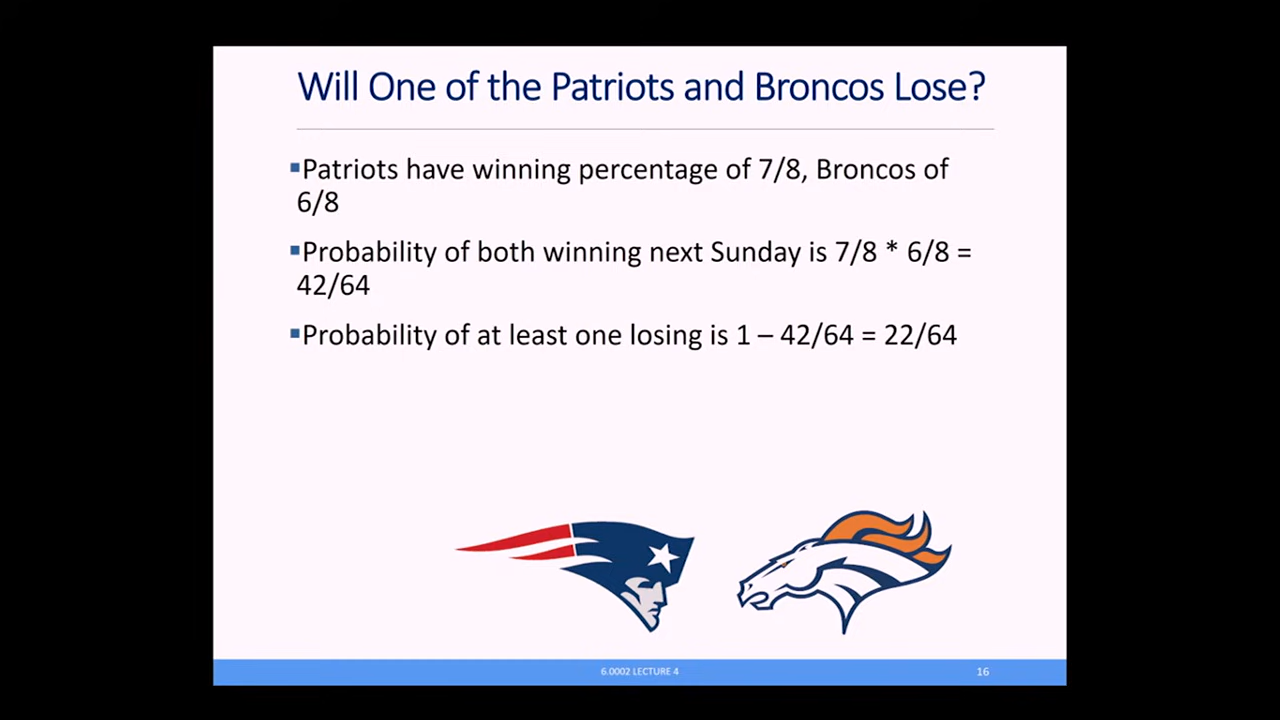 Will One of the Patriots and Broncos Lose?
▪Patriots have winning percentage of 7/8, Broncos of
6/8
▪Probability of both winning next Sunday is 7/8 * 6/8 =
42/64
▪Probability of at least one losing is 1 – 42/64 = 22/64
6.0002 LECTURE 4
16